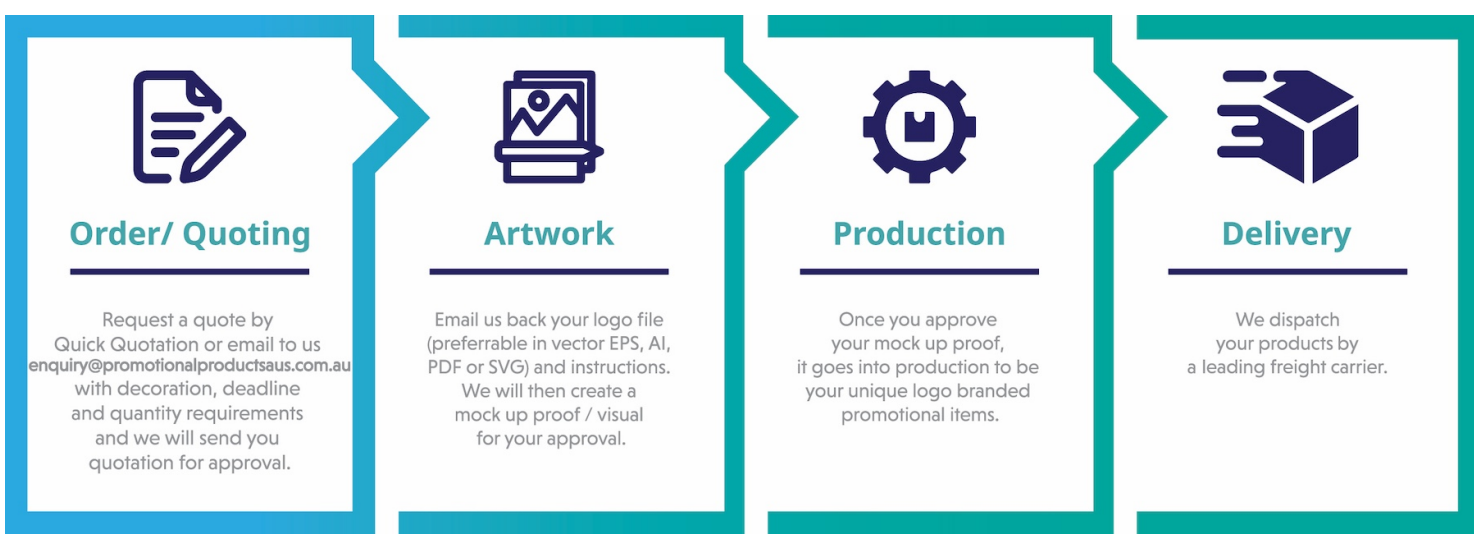 Order/ Quoting
Request a quote by
Quick Quotation or email to us
enquiry@promotionalproductsaus.com.au
with decoration, deadline
and quantity requirements
and we will send you
quotation for approval.
Artwork
Email us back your logo file
(preferrable in vector EPS, AI,
PDF or SVG) and instructions.
We will then create a
mock up proof / visual
for your approval.
Production
Once you approve
your mock up proof,
it goes into production to be
your unique logo branded
promotional items.
Delivery
We dispatch
your products by
a leading freight carrier.